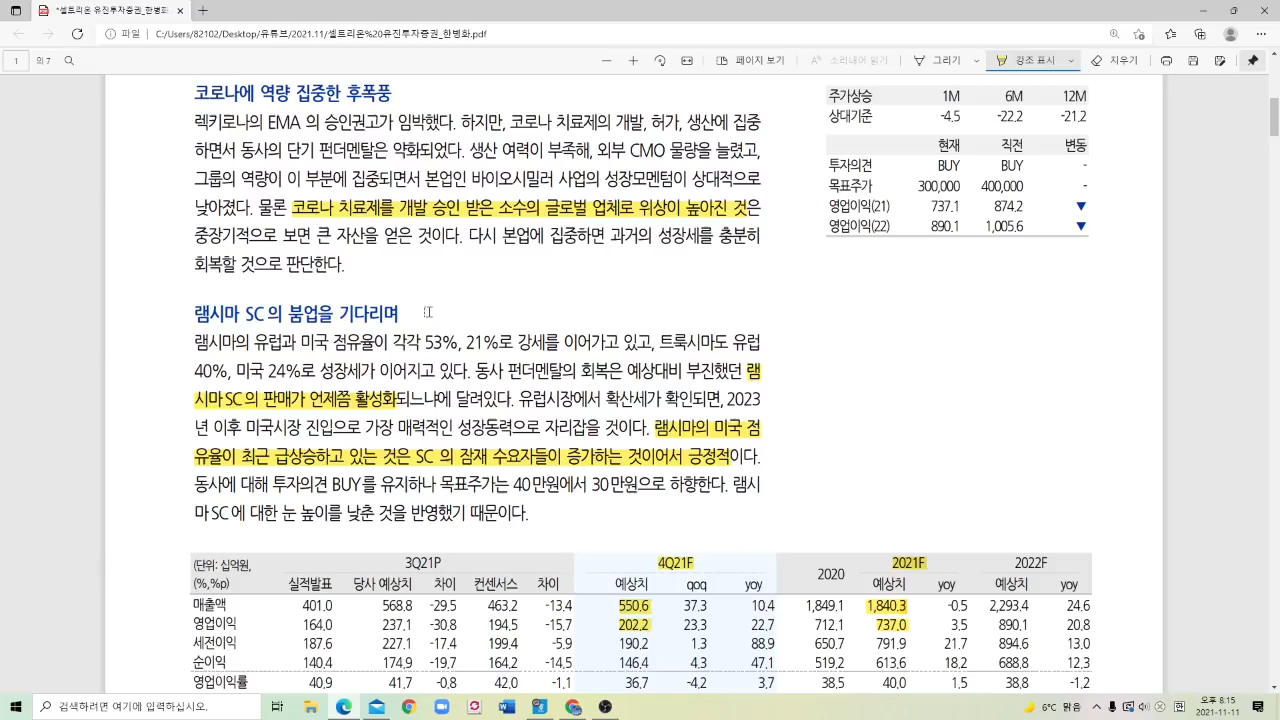 *셀트리온 유진투자증권_한병화
파일 C:/Users/82102/Desktop/유튜브/2021.11/셀트리온%20유진투자증권_한병화.pdf
1 의 7 페이지 보기 소리내어 읽기 그리기 강조 표시 지우기
코로나에 역량 집중한 후폭풍
렉키로나의 EMA 의 승인권고가 임박했다. 하지만, 코로나 치료제의 개발, 허가, 생산에 집중
하면서 동사의 단기 펀더멘탈은 악화되었다. 생산 여력이 부족해, 외부 CMO 물량을 늘렸고,
그룹의 역량이 이 부분에 집중되면서 본업인 바이오시밀러 사업의 성장모멘텀이 상대적으로
낮아졌다. 물론 코로나 치료제를 개발 승인 받은 소수의 글로벌 업체로 위상이 높아진 것은
중장기적으로 보면 큰 자산을 얻은 것이다. 다시 본업에 집중하면 과거의 성장세를 충분히
회복할 것으로 판단한다.
주가상승 1M 6M 12M
상대기준 -4.5 -22.2 -21.2
현재 직전 변동
투자의견 BUY BUY -
목표주가 300,000 400,000 -
영업이익(21) 737.1 874.2 ▼
영업이익(22) 890.1 1,005.6 ▼
램시마 SC 의 붐업을 기다리며
램시마의 유럽과 미국 점유율이 각각 53%, 21%로 강세를 이어가고 있고, 트룩시마도 유럽
40%, 미국 24%로 성장세가 이어지고 있다. 동사 펀더멘탈의 회복은 예상대비 부진했던 램
시마 SC 의 판매가 언제쯤 활성화되느냐에 달려있다. 유럽시장에서 확산세가 확인되면, 2023
년 이후 미국시장 진입으로 가장 매력적인 성장동력으로 자리잡을 것이다. 램시마의 미국 점
유율이 최근 급상승하고 있는 것은 SC 의 잠재 수요자들이 증가하는 것이어서 긍정적이다.
동사에 대해 투자의견 BUY 를 유지하나 목표주가는 40 만원에서 30 만원으로 하향한다. 램시
마 SC 에 대한 눈 높이를 낮춘 것을 반영했기 때문이다.
(단위: 십억원, 3Q21P 4Q21F 2020 2021F 2022F
(%,%p) 실적발표 당사 예상치 차이 컨센서스 차이 예상치 qoq yoy 예상치 yoy 예상치 yoy
매출액 401.0 568.8 -29.5 463.2 -13.4 550.6 37.3 10.4 1,849.1 1,840.3 -0.5 2,293.4 24.6
영업이익 164.0 237.1 -30.8 194.5 -15.7 202.2 23.3 22.7 712.1 737.0 3.5 890.1 20.8
세전이익 187.6 227.1 -17.4 199.4 -5.9 190.2 1.3 88.9 650.7 791.9 21.7 894.6 13.0
순이익 140.4 174.9 -19.7 164.2 -14.5 146.4 4.3 47.1 519.2 613.6 18.2 688.8 12.3
영업이익률 40.9 41.7 -0.8 42.0 -1.1 36.7 -4.2 3.7 38.5 40.0 1.5 38.8 -1.2
검색하려면 여기에 입력하십시오.
6℃ 맑음
오후 8:15
2021-11-11